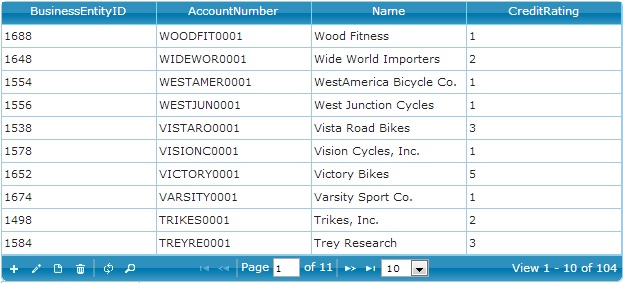 BusinessEntityID AccountNumber Name CreditRating
1688 WOODFIT0001 Wood Fitness 1
1648 WIDEWOR0001 Wide World Importers 2
1554 WESTAMER0001 WestAmerica Bicycle Co. 1
1556 WESTJUN0001 West Junction Cycles 1
1538 VISTARO0001 Vista Road Bikes 3
1578 VISIONC0001 Vision Cycles, Inc. 1
1652 VICTORY0001 Victory Bikes 5
1674 VARSITY0001 Varsity Sport Co. 1
1498 TRIKES0001 Trikes, Inc. 2
1584 TREYRE0001 Trey Research 3
Page 1 of 11 10 View 1 - 10 of 104